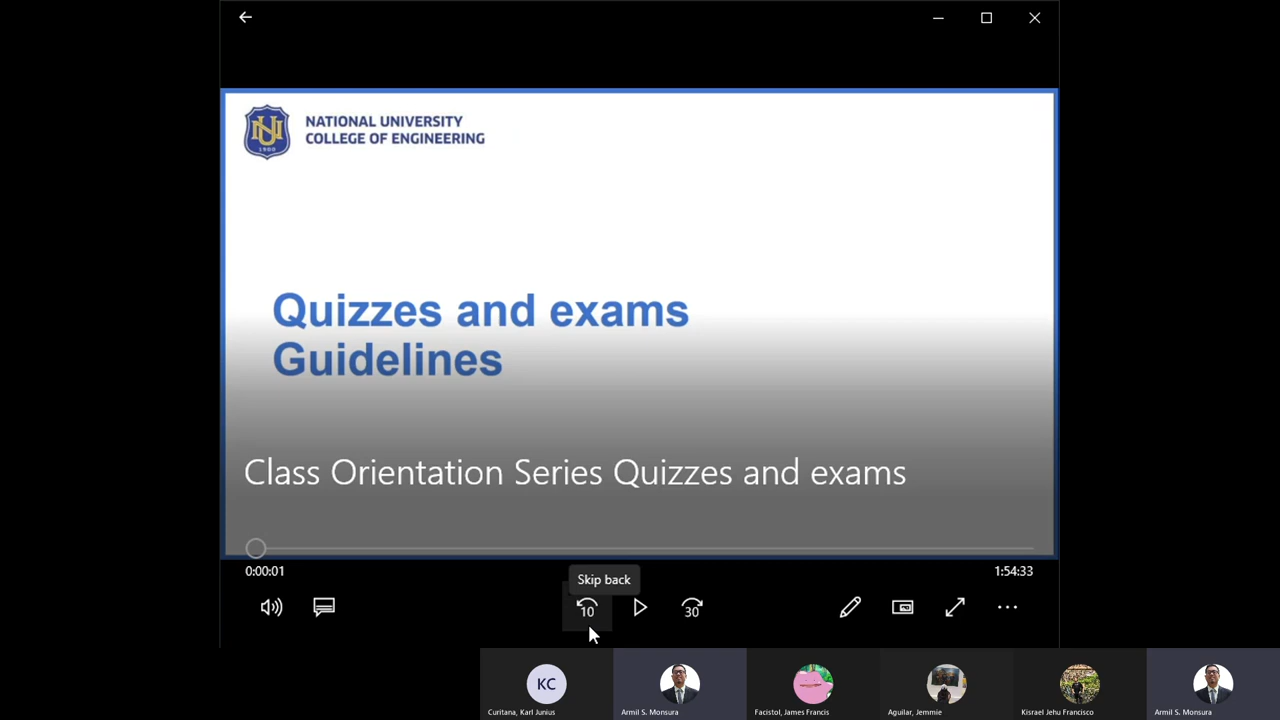 NATIONAL UNIVERSITY
COLLEGE OF ENGINEERING
NU
1900
Quizzes and exams
Guidelines
Class Orientation Series Quizzes and exams
0:00:01
1:54:33
Skip back
10
30
KC
Curitana, Karl Junius
Armil S. Monsura
Facistol, James Francis
Aguilar, Jemmie
Kisrael Jehu Francisco
Armil S. Monsura